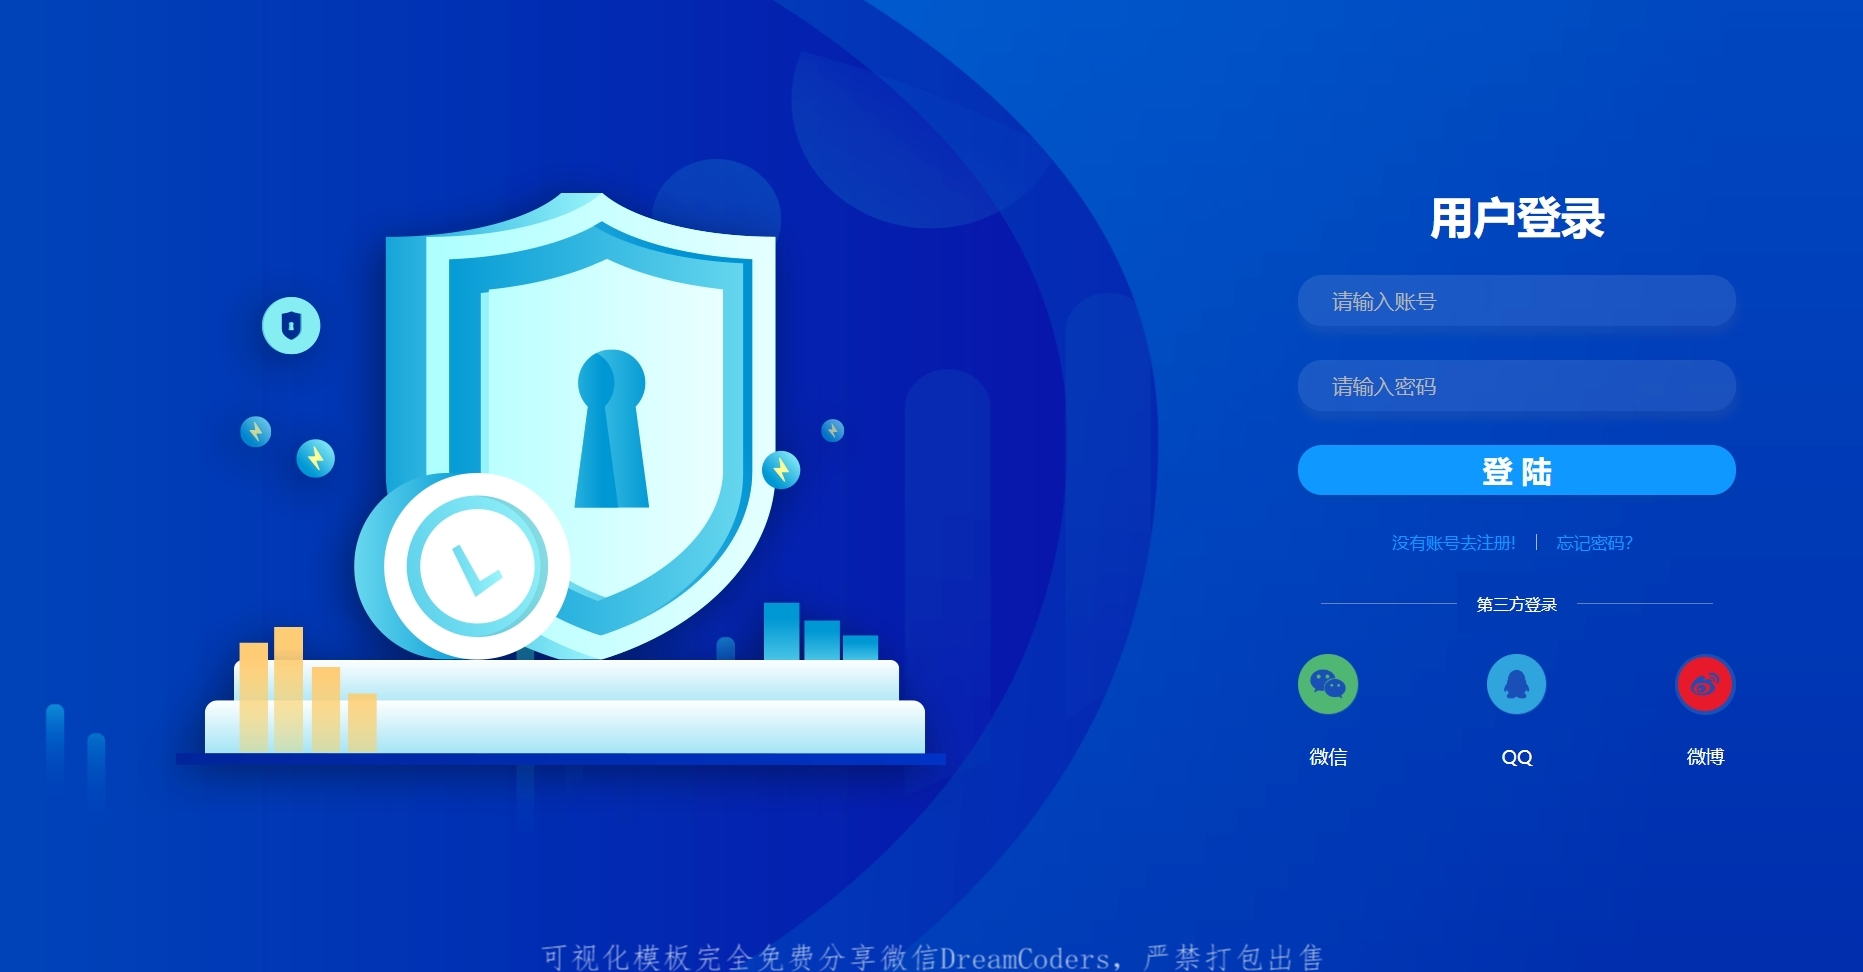 用户登录
请输入账号
请输入密码
登 陆
没有账号去注册! | 忘记密码?
第三方登录
微信 QQ 微博
可视化模板完全免费分享微信DreamCoders，严禁打包出售